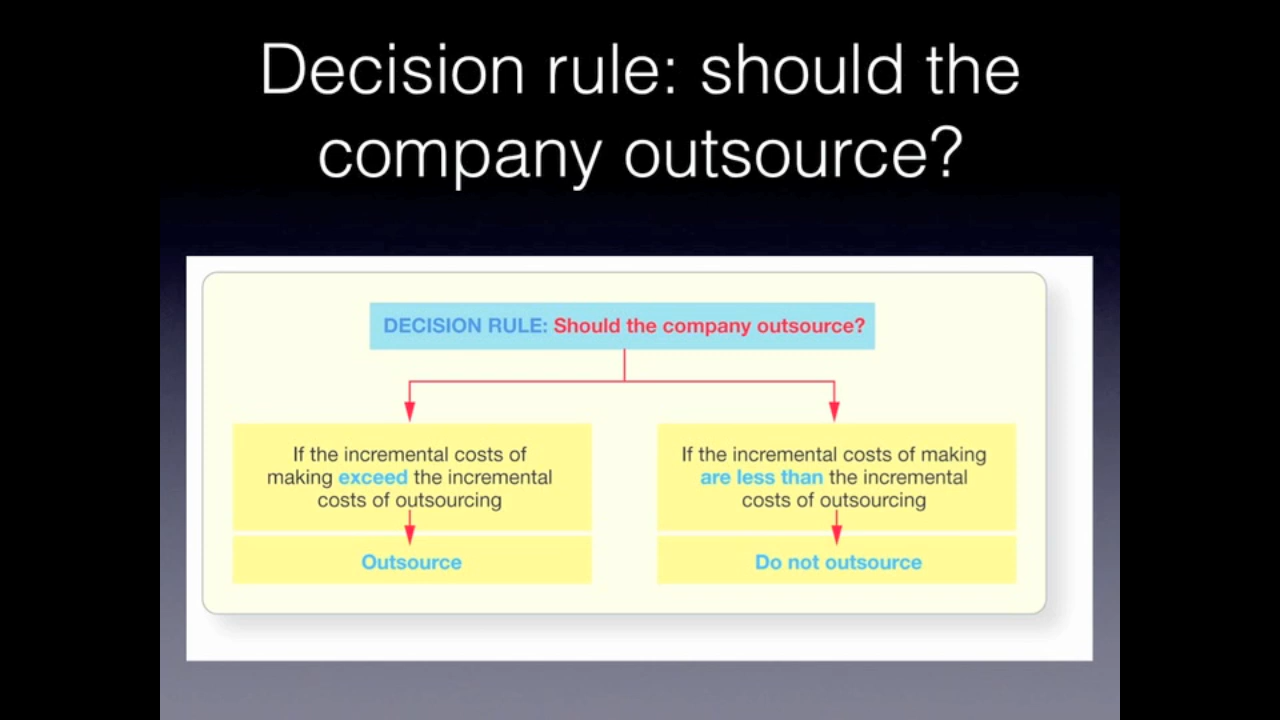 Decision rule: should the
company outsource?
DECISION RULE: Should the company outsource?
If the incremental costs of
making exceed the incremental
costs of outsourcing
Outsource
If the incremental costs of making
are less than the incremental
costs of outsourcing
Do not outsource